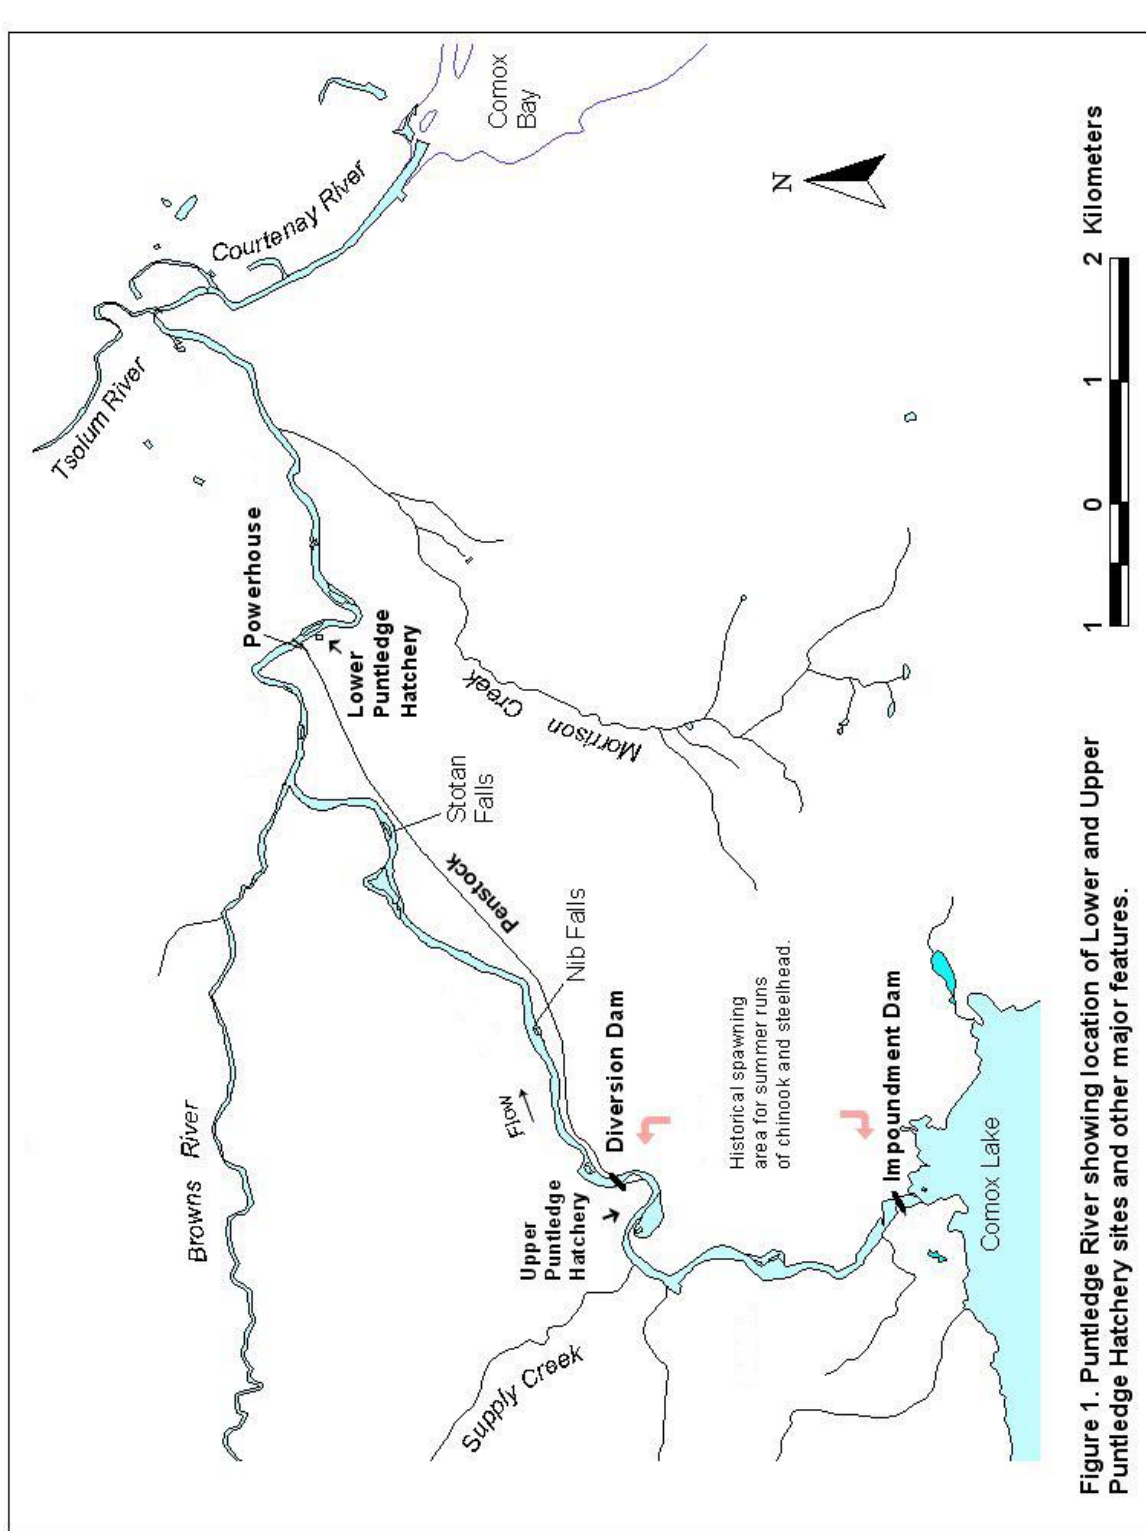 Tsolum River
Browns River
Courtenay River
Powerhouse
Lower
Puntledge
Hatchery
Stotan
Falls
Penstock
Comox
Bay
Morrison Creek
Supply Creek
Flow
Nib Falls
Upper
Puntledge
Hatchery
Diversion Dam
Historical spawning
area for summer runs
of chinook and steelhead.
N
Impoundment Dam
Comox Lake
1 0 1 2 Kilometers
Figure 1. Puntledge River showing location of Lower and Upper
Puntledge Hatchery sites and other major features.